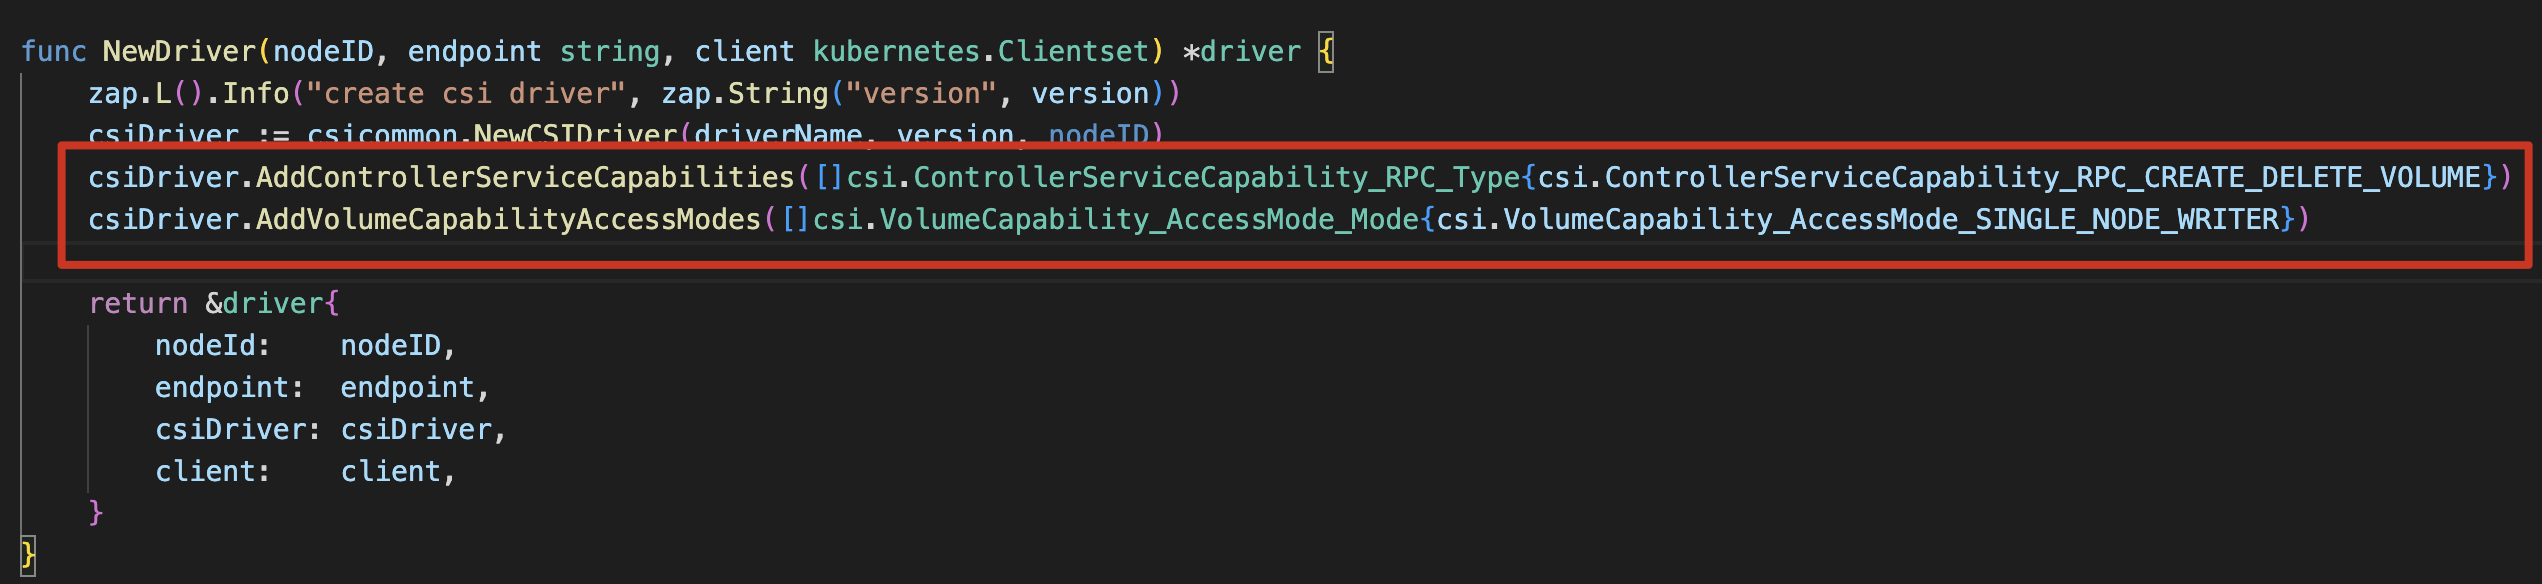 func NewDriver(nodeID, endpoint string, client kubernetes.Clientset) *driver {
    zap.L().Info("create csi driver", zap.String("version", version))
    csiDriver := csicommon.NewCSIDriver(driverName, version, nodeID)
    csiDriver.AddControllerServiceCapabilities([]csi.ControllerServiceCapability_RPC_Type{csi.ControllerServiceCapability_RPC_CREATE_DELETE_VOLUME})
    csiDriver.AddVolumeCapabilityAccessModes([]csi.VolumeCapability_AccessMode_Mode{csi.VolumeCapability_AccessMode_SINGLE_NODE_WRITER})
    return &driver{
        nodeId:    nodeID,
        endpoint:  endpoint,
        csiDriver: csiDriver,
        client:    client,
    }
}